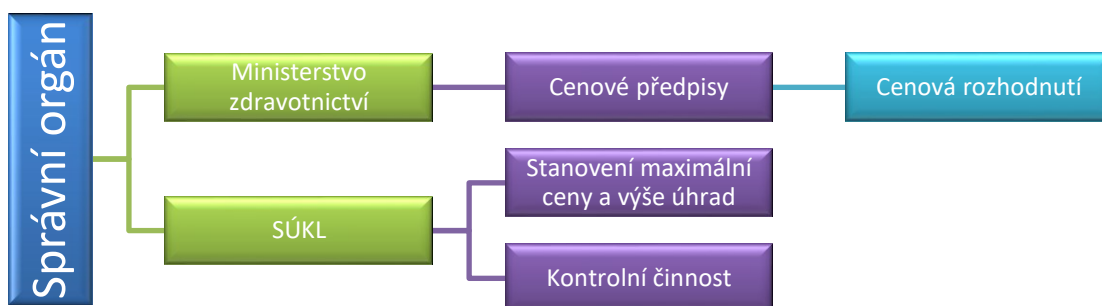 Správní orgán
Ministerstvo
zdravotnictví
Cenové předpisy
Cenová rozhodnutí
SÚKL
Stanovení maximální
ceny a výše úhrad
Kontrolní činnost